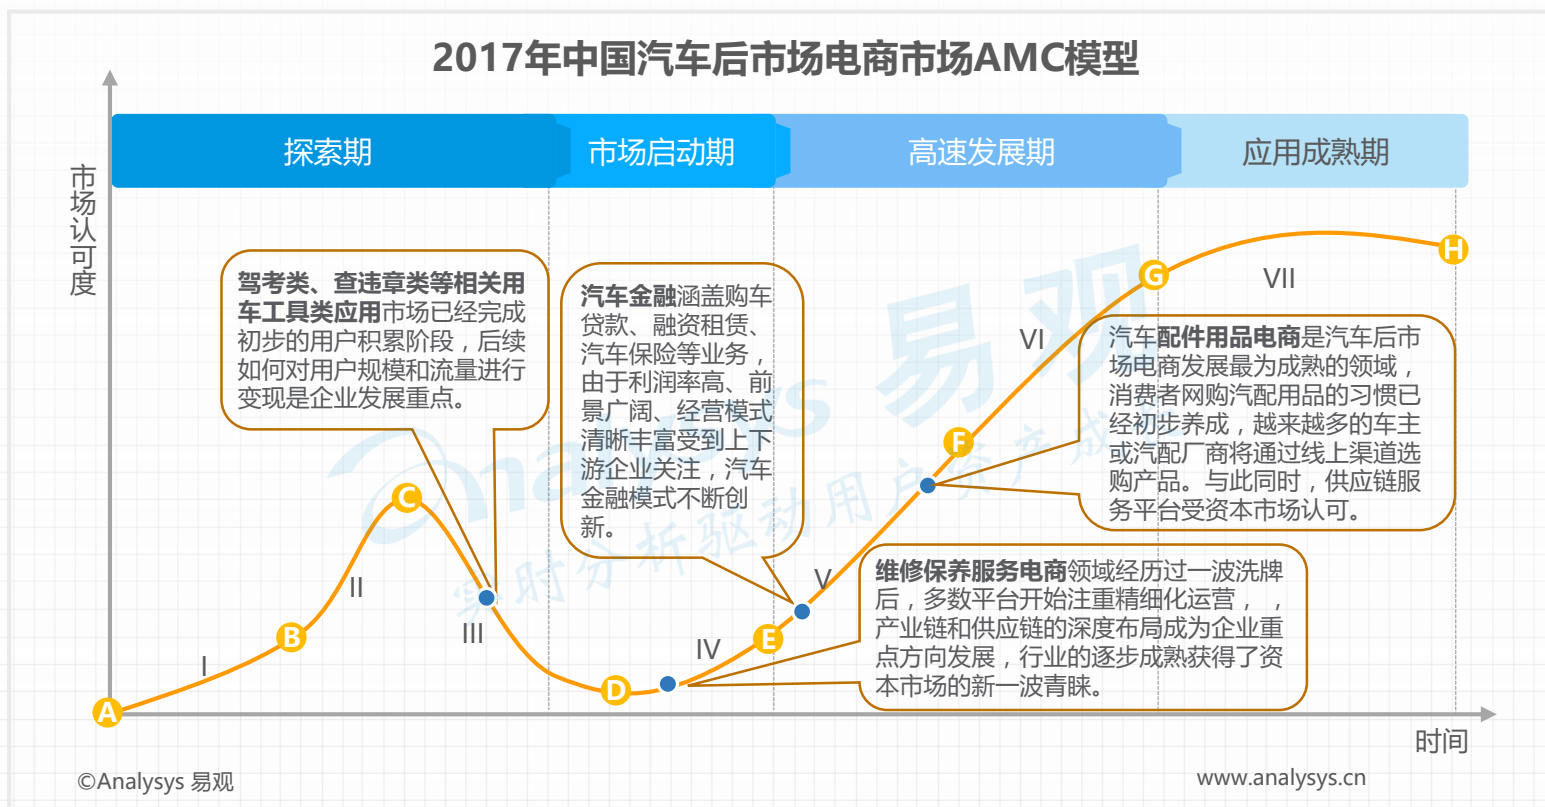 2017年中国汽车后市场电商市场AMC模型
探索期
市场启动期
高速发展期
应用成熟期
市场认可度
驾考类、查违章类等相关用
车工具类应用市场已经完成
初步的用户积累阶段，后续
如何对用户规模和流量进行
变现是企业发展重点。
汽车金融涵盖购车
贷款、融资租赁、
汽车保险等业务，
由于利润率高、前
景广阔、经营模式
清晰丰富受到上下
游企业关注，汽车
金融模式不断创
新。
汽车配件用品电商是汽车后市
场电商发展最为成熟的领域，
消费者网购汽配用品的习惯已
经初步养成，越来越多的车主
或汽配厂商将通过线上渠道选
购产品。与此同时，供应链服
务平台受资本市场认可。
维修保养服务电商领域经历过一波洗牌
后，多数平台开始注重精细化运营，，
产业链和供应链的深度布局成为企业重
点方向发展，行业的逐步成熟获得了资
本市场的新一波青睐。
A
B
C
D
E
F
G
H
I
II
III
IV
V
VI
VII
Analysys 易观
实时分析驱动用户资产成长
时间
©Analysys 易观
www.analysys.cn